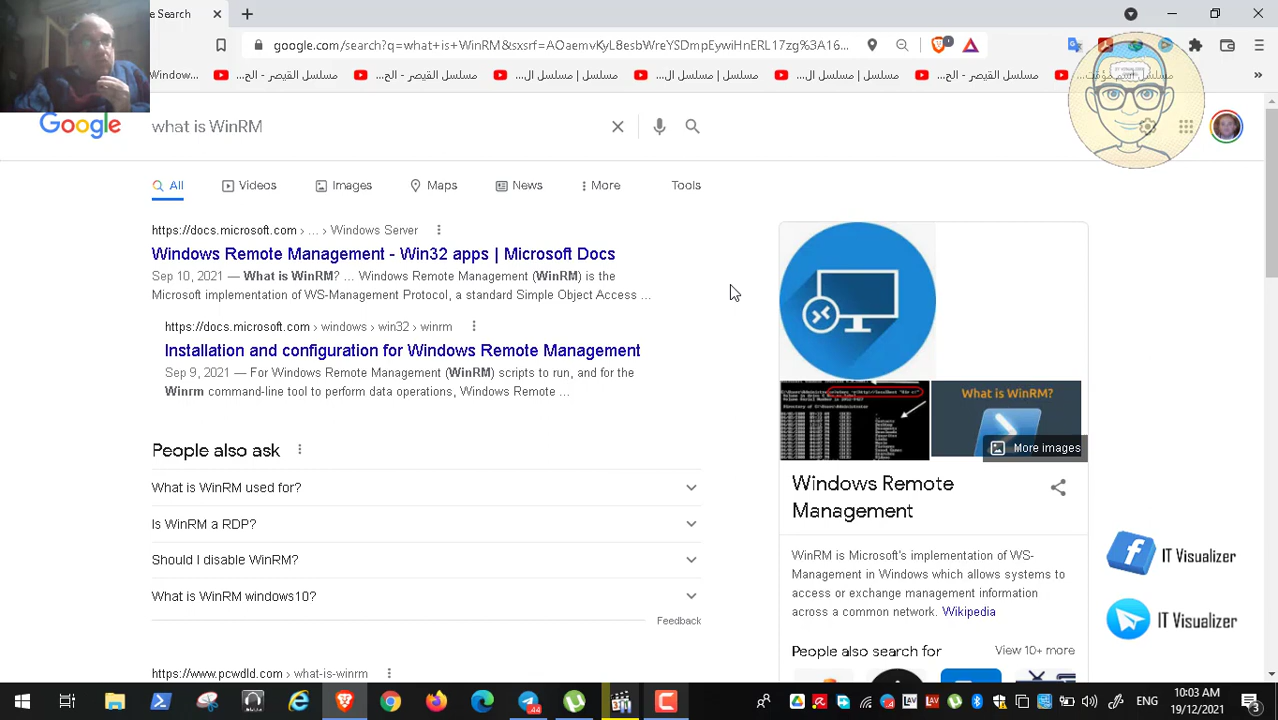 e Search
google.com/search?q=what+is+WinRM&sxsrf=AOaemvKyL8esbWreYSDmpEywiHnERL17zg%3A16...
Window...
مسلسل القيصر - الح...
مسلسل القيصر - الح...
مسلسل | مسلسل ال...
مسلسل | مسلسل ال...
مسلسل القيصر - الح...
»
Google
what is WinRM
All
Videos
Images
Maps
News
More
Tools
https://docs.microsoft.com › ... › Windows Server
Windows Remote Management - Win32 apps | Microsoft Docs
Sep 10, 2021 — What is WinRM? ... Windows Remote Management (WinRM) is the
Microsoft implementation of WS-Management Protocol, a standard Simple Object Access ...
https://docs.microsoft.com › windows › win32 › winrm
Installation and configuration for Windows Remote Management
Sep 9, 2021 — For Windows Remote Management (WinRM) scripts to run, and for the
Winrm command-line tool to perform data operations, Windows Remote...
People also ask
What is WinRM used for?
Is WinRM a RDP?
Should I disable WinRM?
What is WinRM windows10?
Feedback
https://www.pcwdld.com › what-is-winrm
What is WinRM?
More images
Windows Remote
Management
WinRM is Microsoft's implementation of WS-
Management in Windows which allows systems to
access or exchange management information
across a common network. Wikipedia
People also search for
View 10+ more
IT Visualizer
IT Visualizer
ENG
10:03 AM
19/12/2021